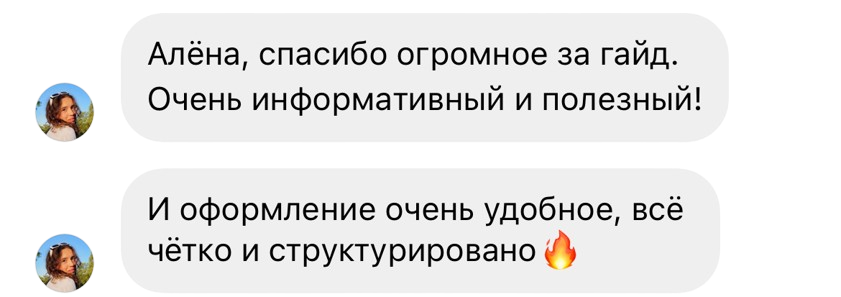 Алёна, спасибо огромное за гайд.
Очень информативный и полезный!
И оформление очень удобное, всё
чётко и структурировано🔥